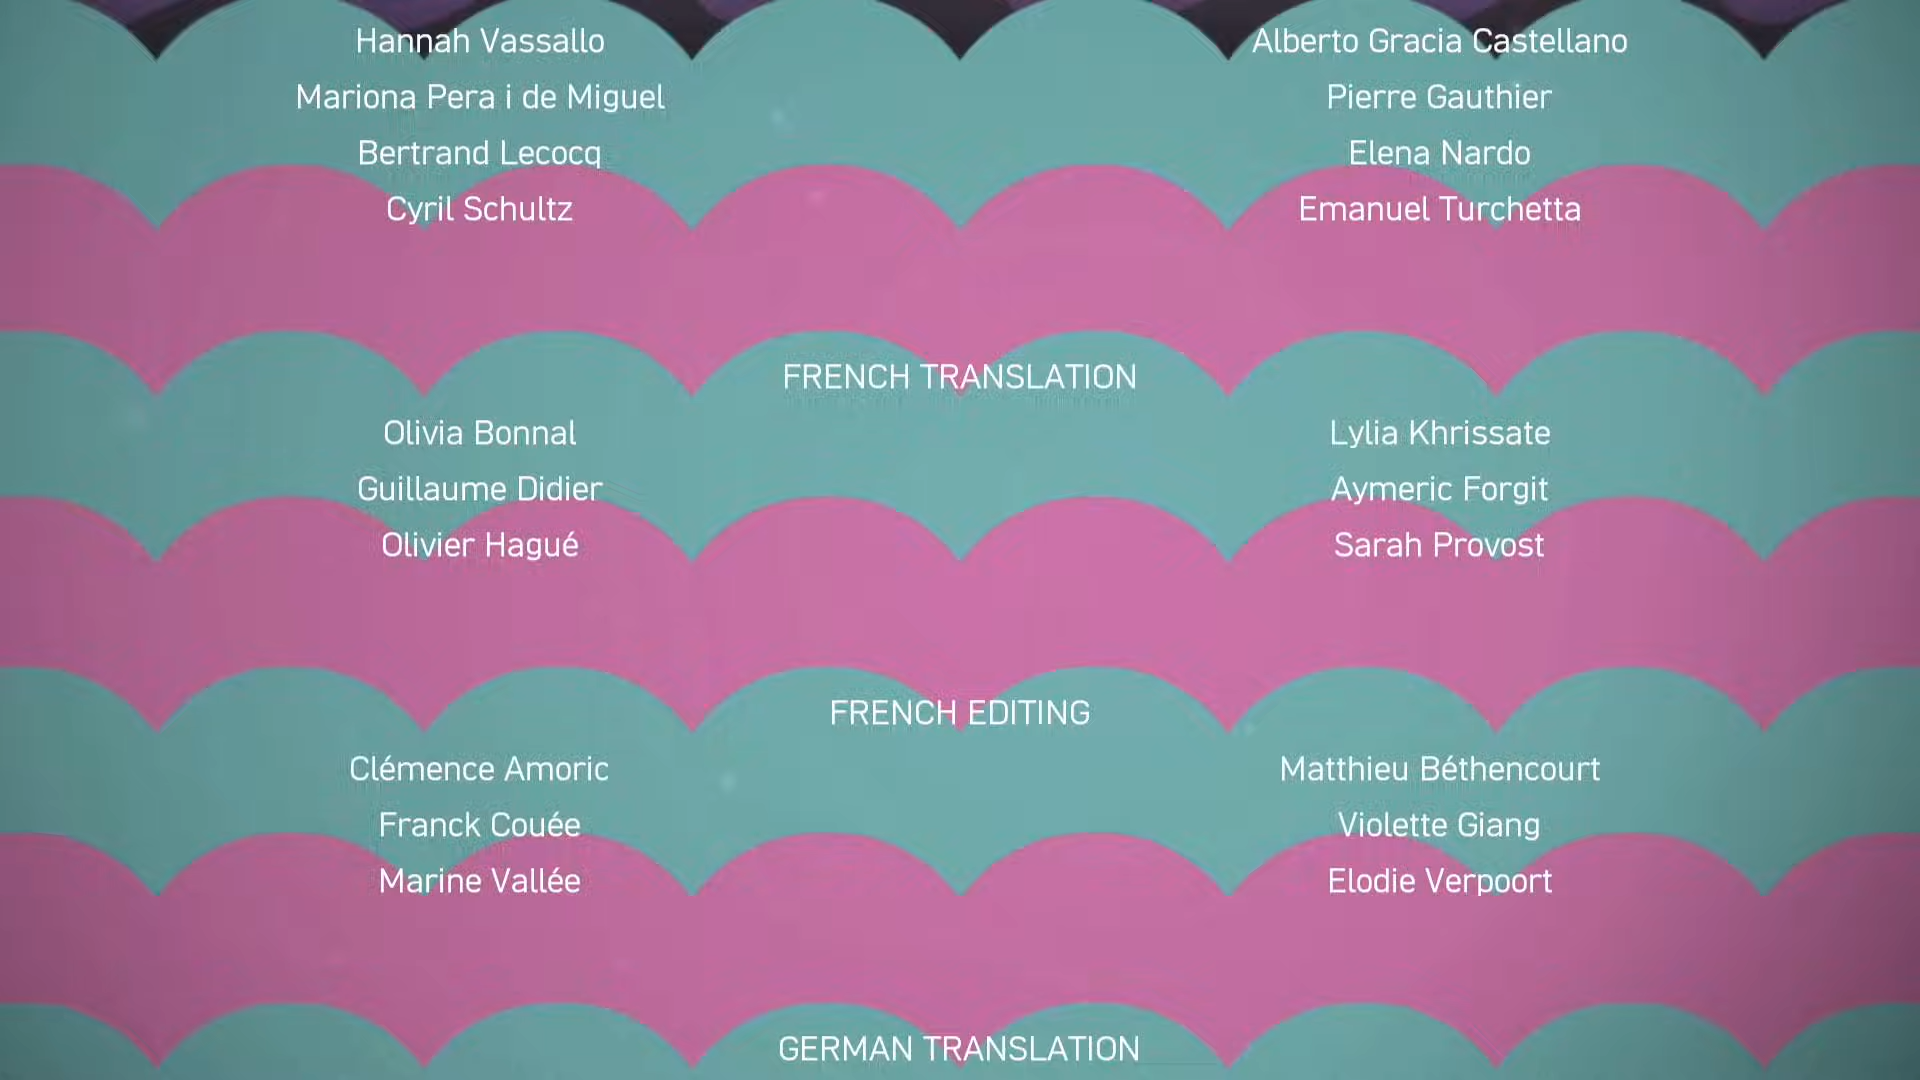 Hannah Vassallo Alberto Gracia Castellano
Mariona Pera i de Miguel Pierre Gauthier
Bertrand Lecocq Elena Nardo
Cyril Schultz Emanuel Turchetta
FRENCH TRANSLATION
Olivia Bonnal Lylia Khrissate
Guillaume Didier Aymeric Forgit
Olivier Hagué Sarah Provost
FRENCH EDITING
Clémence Amoric Matthieu Béthencourt
Franck Couée Violette Giang
Marine Vallée Elodie Verpoort
GERMAN TRANSLATION